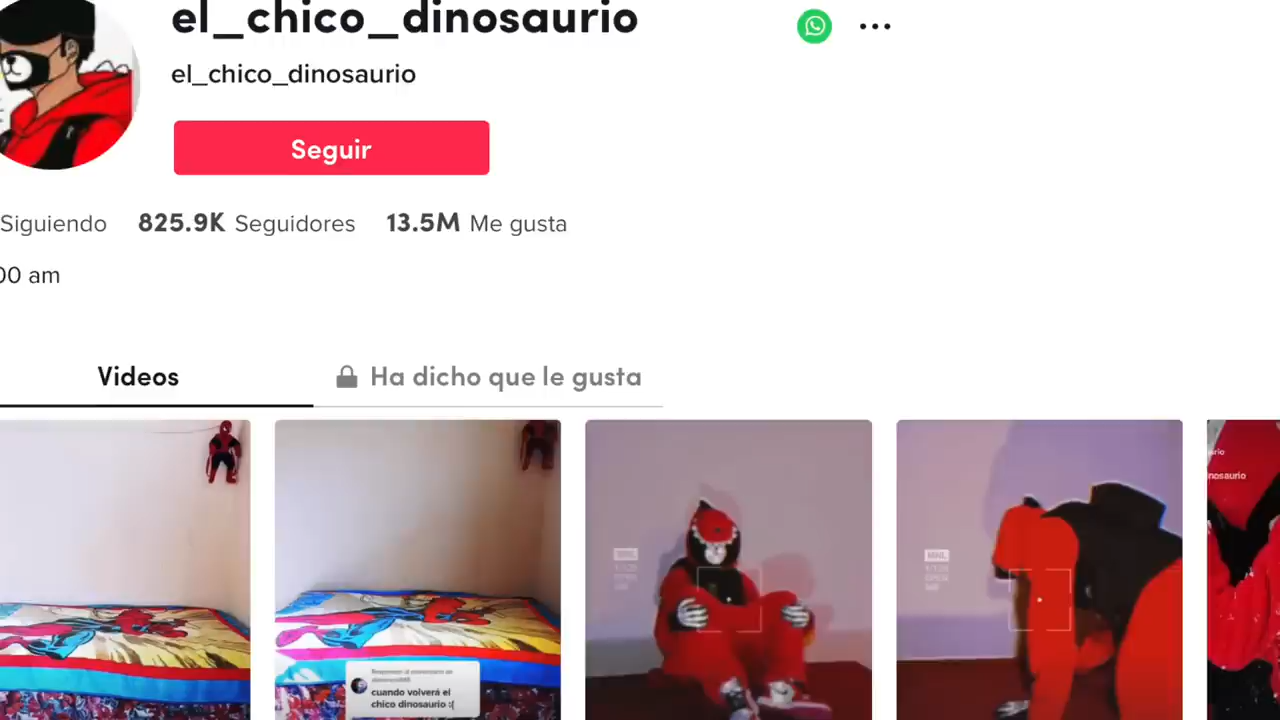 el_chico_dinosaurio
el_chico_dinosaurio
Seguir
Siguiendo 825.9K Seguidores 13.5M Me gusta
00 am
Videos Ha dicho que le gusta
nosaurio
cuando volverá el
chico dinosaurio :(